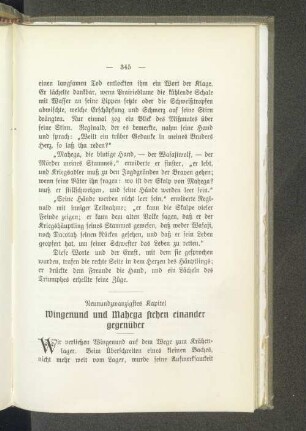 — 345 —
einen langsamen Tod entlockten ihm ein Wort der Klage.
Er lächelte dankbar, wenn Prairieblume die kühlende Schale
mit Wasser an seine Lippen setzte oder die Schweißtropfen
abwischte, welche Erschöpfung und Schmerz auf seine Stirn
drängten. Nur einmal zog ein Blick des Mißmutes über
seine Stirn. Reginald, der es bemerkte, nahm seine Hand
und sprach: „Weilt ein trüber Gedanke in meines Bruders
Herz, so laß ihn reden!“
„Mahega, die blutige Hand, — der
Mörder meines Stammes,“ erwiderte er finster, „er lebt,
und Kriegsadler muß zu den Jagdgründen der Braven gehen;
wenn seine Väter ihn fragen: wo ist der Skalp von Mahega?
muß er stillschweigen, und seine Hände werden leer sein.“
„Seine Hände werden nicht leer sein,“ erwiderte Regi-
nald mit inniger Teilnahme; „er kann die Skalpe vieler
Feinde zeigen; er kann dem alten Volke sagen, daß er der
Kriegshäuptling seines Stammes war, daß weder
noch Dacotah seinen Rücken sahen, und daß er sein Leben
geopfert hat, um seiner Schwester das Leben zu retten.“
Diese Worte und der Ernst, mit welchem sie gesprochen
wurden, trafen die rechte Seite in dem Herzen des Häuptlings;
er drückte dem Freunde die Hand, und ein Lächeln des
Triumphes erhellte seine Züge.
Neunundzwanzigstes Kapitel
Wingenund und Mahega stehen einander
gegenüber
Wir verließen Wingenund auf dem Wege zum Krähen-
lager. Beim Überschreiten eines kleinen Baches,
nicht mehr weit vom Lager, wurde seine Aufmerksamkeit